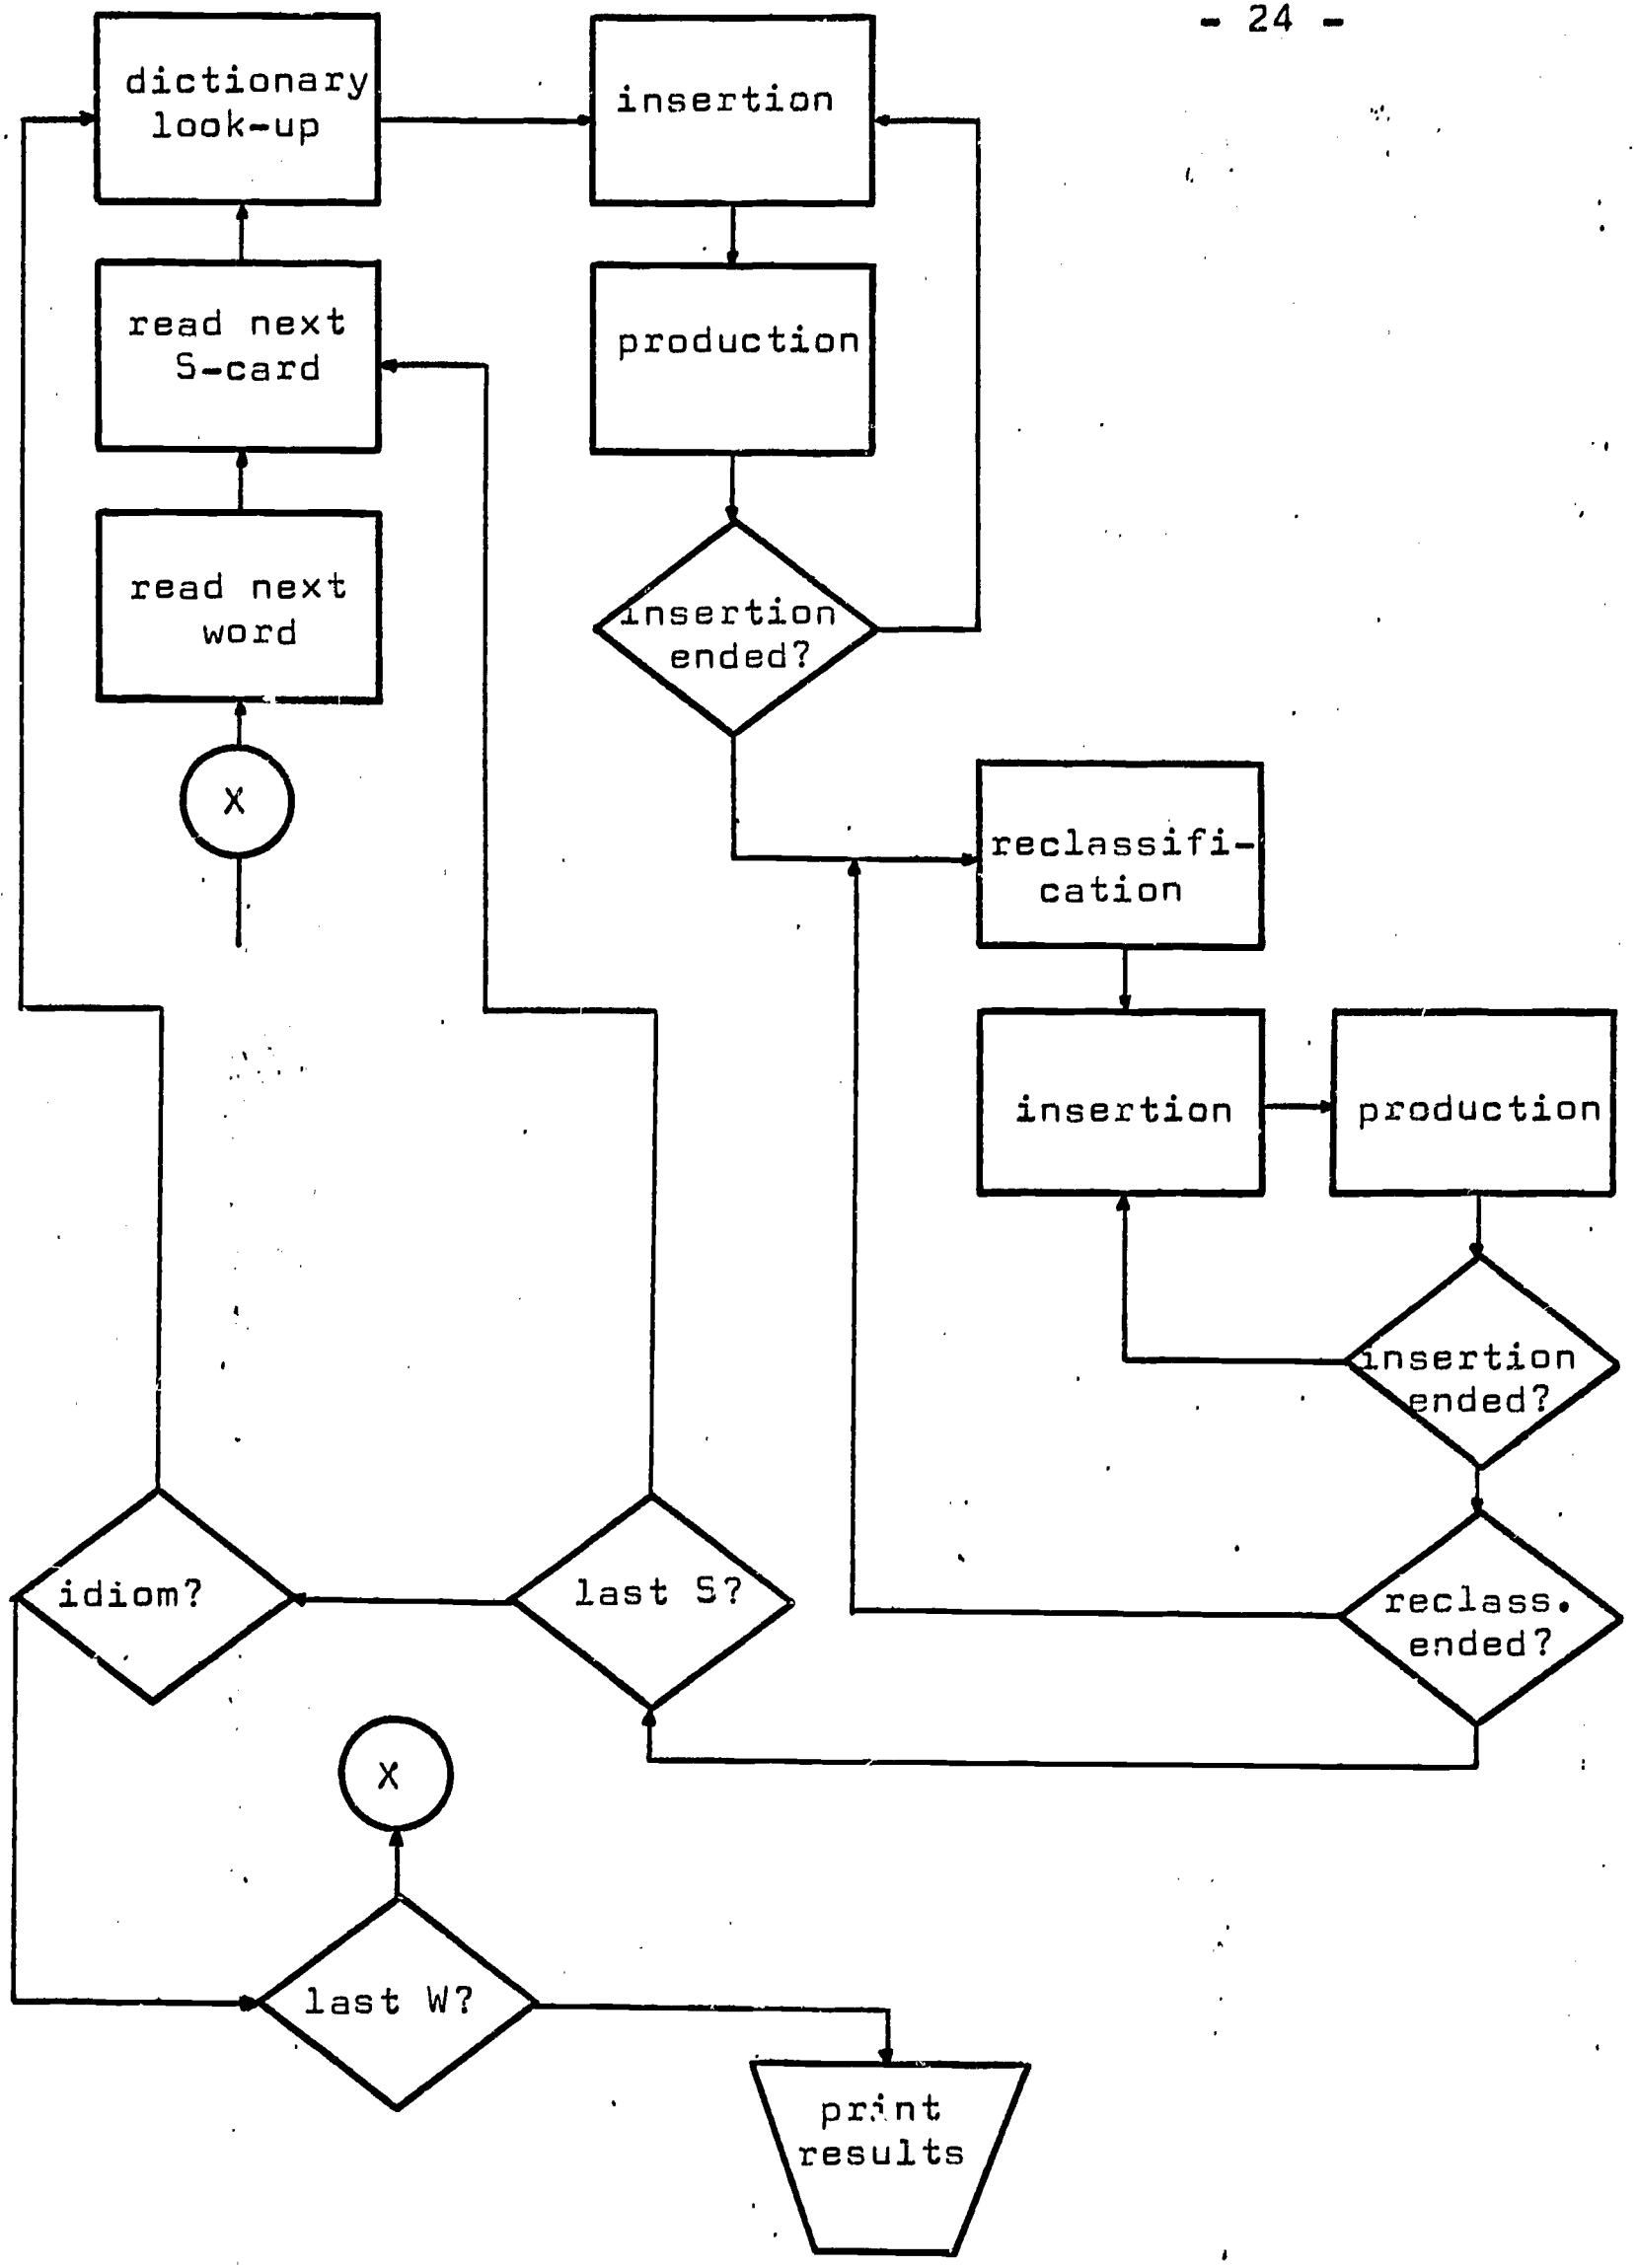 - 24 -
dictionary
look-up
insertion
read next
S-card
production
read next
word
insertion
ended?
X
reclassifi-
cation
insertion
production
insertion
ended?
idiom?
last S?
reclass.
ended?
X
last W?
print
results